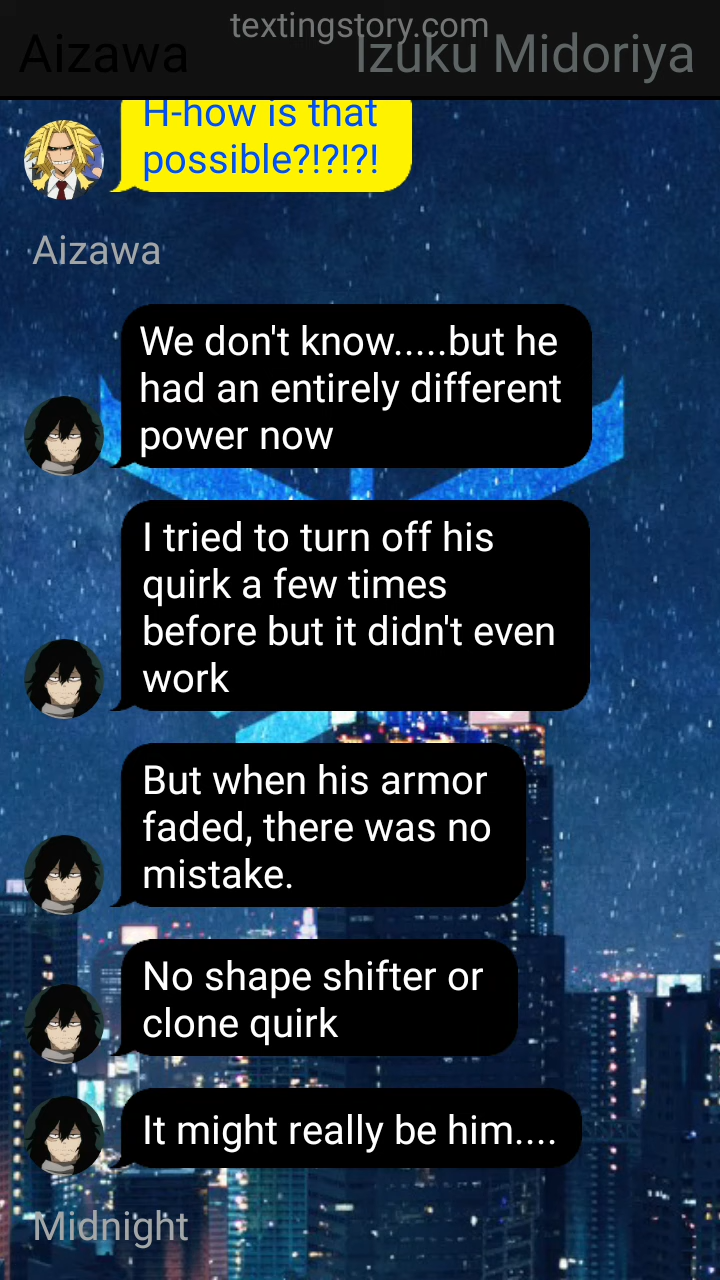 textingstory.com
Aizawa Izuku Midoriya
H-how is that
possible?!?!?!
Aizawa
We don't know.....but he
had an entirely different
power now
I tried to turn off his
quirk a few times
before but it didn't even
work
But when his armor
faded, there was no
mistake.
No shape shifter or
clone quirk
It might really be him....
Midnight